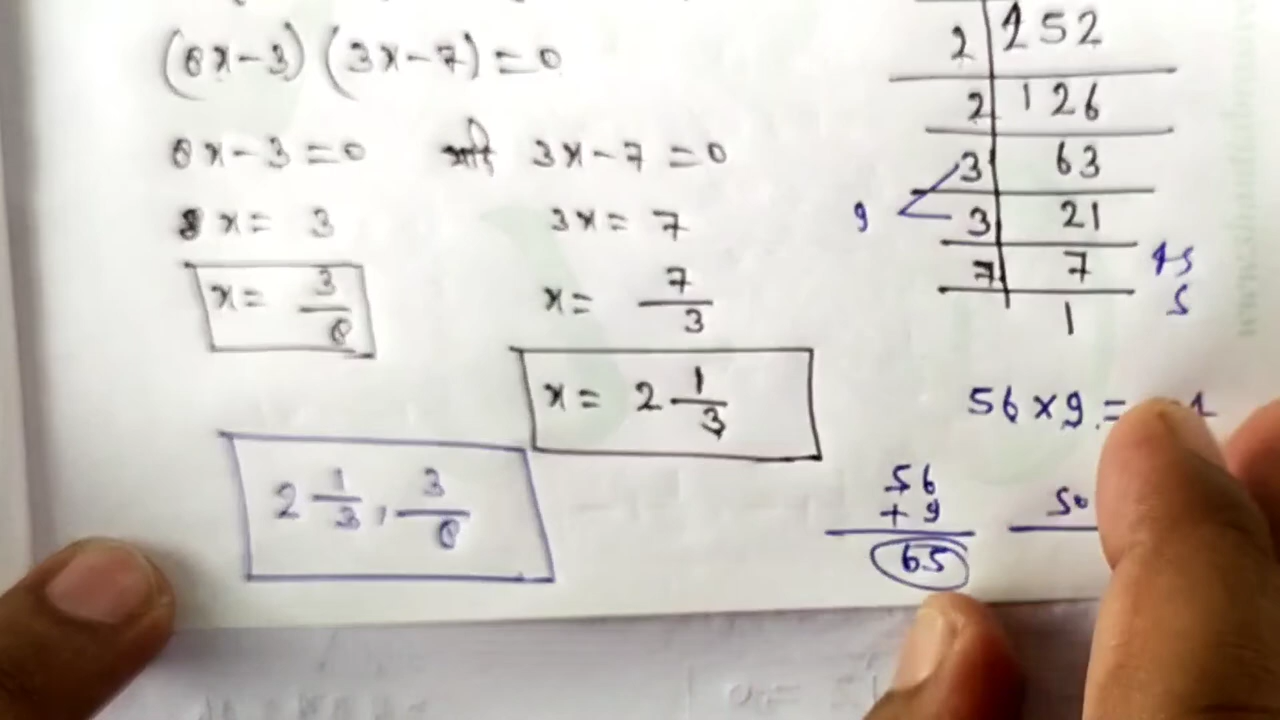 (8x-3) (3x-7) = 0
8x-3 = 0 आणि 3x-7 = 0
8x = 3
3x = 7
x = 3/8
x = 7/3
x = 2 1/3
2 1/3 , 3/8
2 | 252
2 | 126
3 | 63
9 3 | 21
7 | 7
1
56 × 9 =
56
+ 9
65